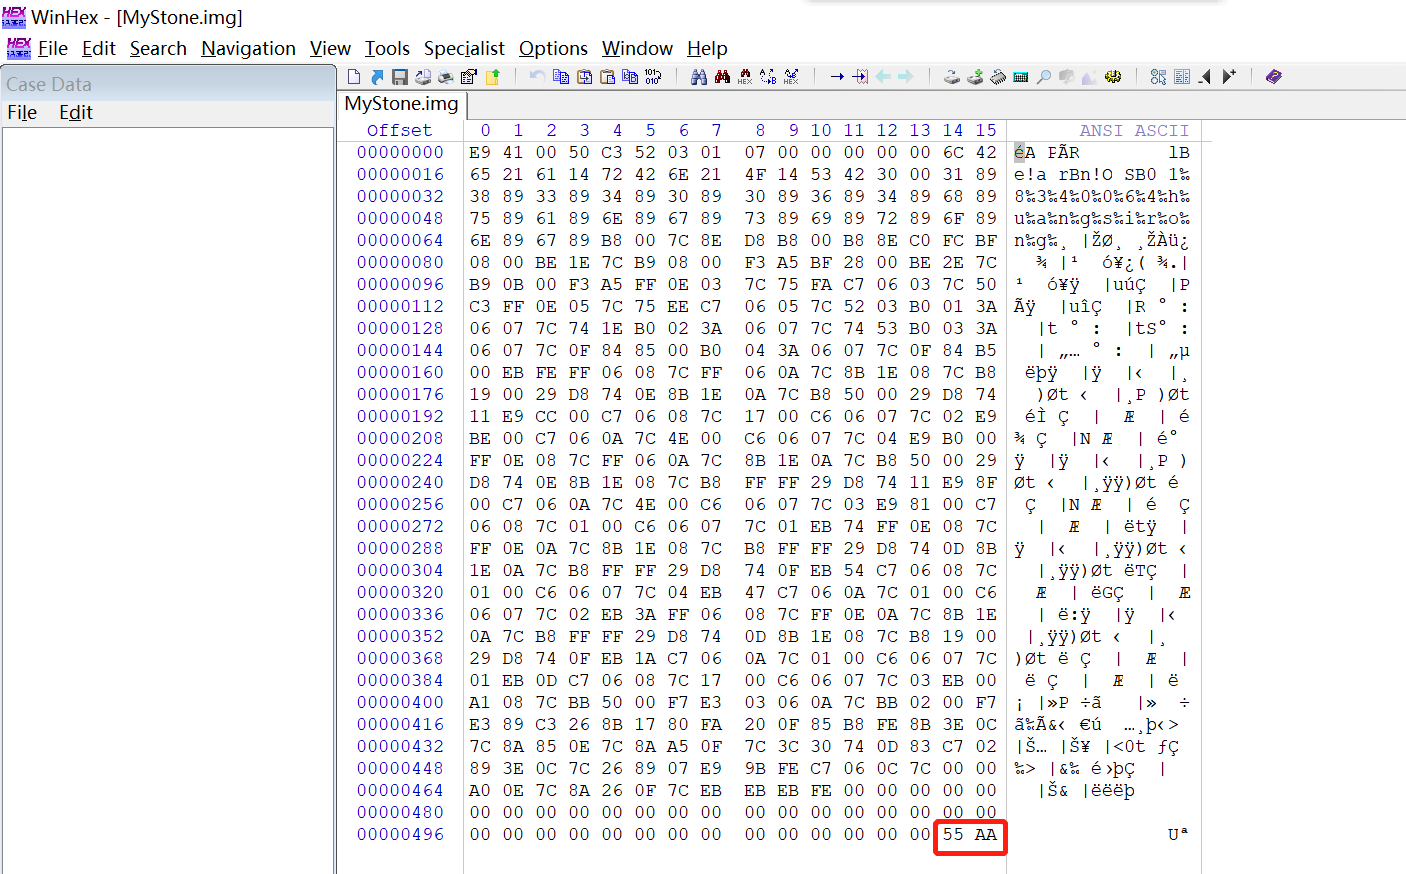 WinHex - [MyStone.img]
File Edit Search Navigation View Tools Specialist Options Window Help
Case Data
File Edit
MyStone.img
Offset 0 1 2 3 4 5 6 7 8 9 10 11 12 13 14 15 ANSI ASCII
00000000 E9 41 00 50 C3 52 03 01 07 00 00 00 00 00 6C 42 éA PÃR lB
00000016 65 21 61 14 72 42 6E 21 4F 14 53 42 30 00 31 89 e!a rBn!O SB0 1‰
00000032 38 89 33 89 34 89 30 89 30 89 36 89 34 89 68 89 8‰3‰4‰0‰0‰6‰4‰h‰
00000048 75 89 61 89 6E 89 67 89 73 89 69 89 72 89 6F 89 u‰a‰n‰g‰s‰i‰r‰o‰
00000064 6E 89 67 89 B8 00 7C 8E D8 B8 00 B8 8E C0 FC BF n‰g‰¸ |ŽØ¸ ¸ŽÀü¿
00000080 08 00 BE 1E 7C B9 08 00 F3 A5 BF 28 00 BE 2E 7C ¾ |¹ ó¥¿( ¾.|
00000096 B9 0B 00 F3 A5 FF 0E 03 7C 75 FA C7 06 03 7C 50 ¹ ó¥ÿ |uúÇ |P
00000112 C3 FF 0E 05 7C 75 EE C7 06 05 7C 52 03 B0 01 3A Ãÿ |uîÇ |R ° :
00000128 06 07 7C 74 1E B0 02 3A 06 07 7C 74 53 B0 03 3A |t ° : |tS° :
00000144 06 07 7C 0F 84 85 00 B0 04 3A 06 07 7C 0F 84 B5 | „… ° : | „µ
00000160 00 EB FE FF 06 08 7C FF 06 0A 7C 8B 1E 08 7C B8 ëþÿ |ÿ |‹ |¸
00000176 19 00 29 D8 74 0E 8B 1E 0A 7C B8 50 00 29 D8 74 )Øt ‹ |¸P )Øt
00000192 11 E9 CC 00 C7 06 08 7C 17 00 C6 06 07 7C 02 E9 éÌ Ç | Æ | é
00000208 BE 00 C7 06 0A 7C 4E 00 C6 06 07 7C 04 E9 B0 00 ¾ Ç |N Æ | é°
00000224 FF 0E 08 7C FF 06 0A 7C 8B 1E 0A 7C B8 50 00 29 ÿ |ÿ |‹ |¸P )
00000240 D8 74 0E 8B 1E 08 7C B8 FF FF 29 D8 74 11 E9 8F Øt ‹ |¸ÿÿ)Øt é
00000256 00 C7 06 0A 7C 4E 00 C6 06 07 7C 03 E9 81 00 C7 Ç |N Æ | é Ç
00000272 06 08 7C 01 00 C6 06 07 7C 01 EB 74 FF 0E 08 7C | Æ | ëtÿ |
00000288 FF 0E 0A 7C 8B 1E 08 7C B8 FF FF 29 D8 74 0D 8B ÿ |‹ |¸ÿÿ)Øt ‹
00000304 1E 0A 7C B8 FF FF 29 D8 74 0F EB 54 C7 06 08 7C |¸ÿÿ)Øt ëTÇ |
00000320 01 00 C6 06 07 7C 04 EB 47 C7 06 0A 7C 01 00 C6 Æ | ëGÇ | Æ
00000336 06 07 7C 02 EB 3A FF 06 08 7C FF 0E 0A 7C 8B 1E | ë:ÿ |ÿ |‹
00000352 0A 7C B8 FF FF 29 D8 74 0D 8B 1E 08 7C B8 19 00 |¸ÿÿ)Øt ‹ |¸
00000368 29 D8 74 0F EB 1A C7 06 0A 7C 01 00 C6 06 07 7C )Øt ë Ç | Æ |
00000384 01 EB 0D C7 06 08 7C 17 00 C6 06 07 7C 03 EB 00 ë Ç | Æ | ë
00000400 A1 08 7C BB 50 00 F7 E3 03 06 0A 7C BB 02 00 F7 ¡ |»P ÷ã |» ÷
00000416 E3 89 C3 26 8B 17 80 FA 20 0F 85 B8 FE 8B 3E 0C ã‰Ã&‹ €ú …¸þ‹>
00000432 7C 8A 85 0E 7C 8A A5 0F 7C 3C 30 74 0D 83 C7 02 |Š… |Š¥ |<0t ƒÇ
00000448 89 3E 0C 7C 26 89 07 E9 9B FE C7 06 0C 7C 00 00 ‰> |&‰ é›þÇ |
00000464 A0 0E 7C 8A 26 0F 7C EB EB EB FE 00 00 00 00 00 |Š& |ëëëþ
00000480 00 00 00 00 00 00 00 00 00 00 00 00 00 00 00 00
00000496 00 00 00 00 00 00 00 00 00 00 00 00 00 00 55 AA Uª